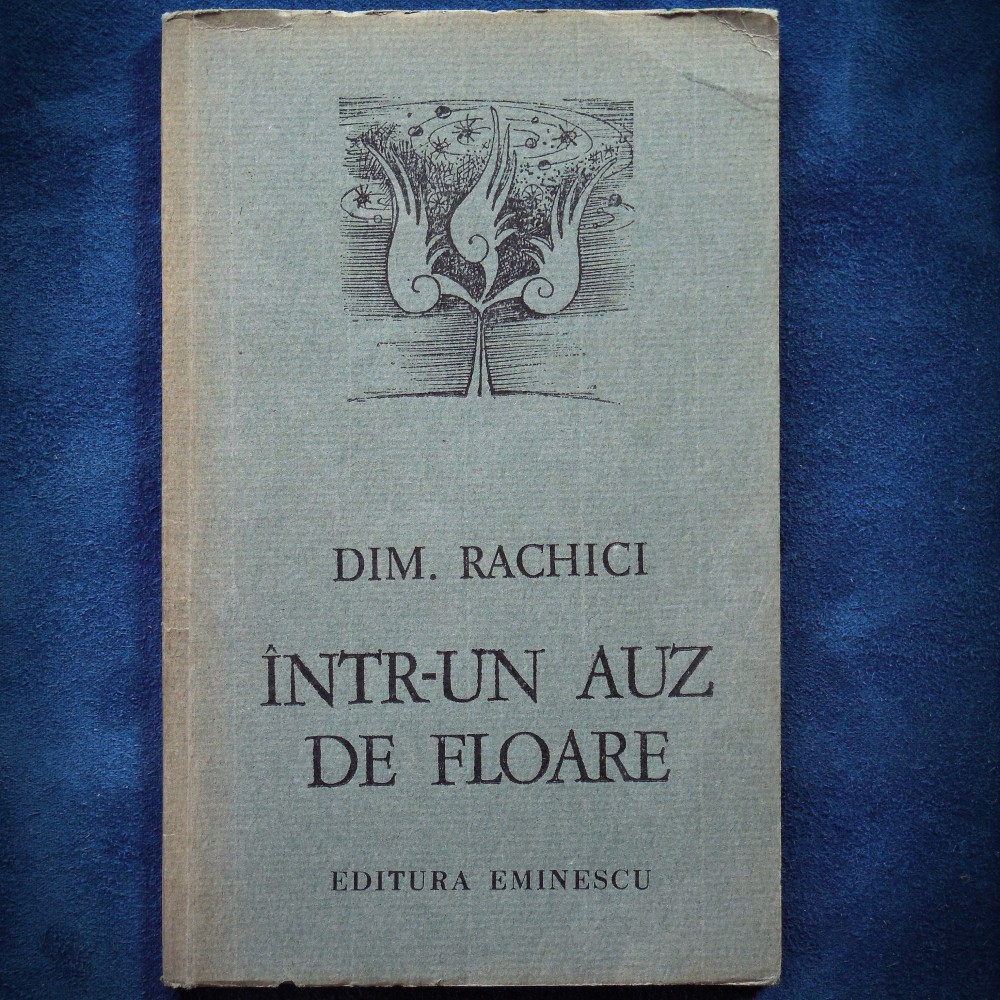 DIM. RACHICI
ÎNTR-UN AUZ
DE FLOARE
EDITURA EMINESCU